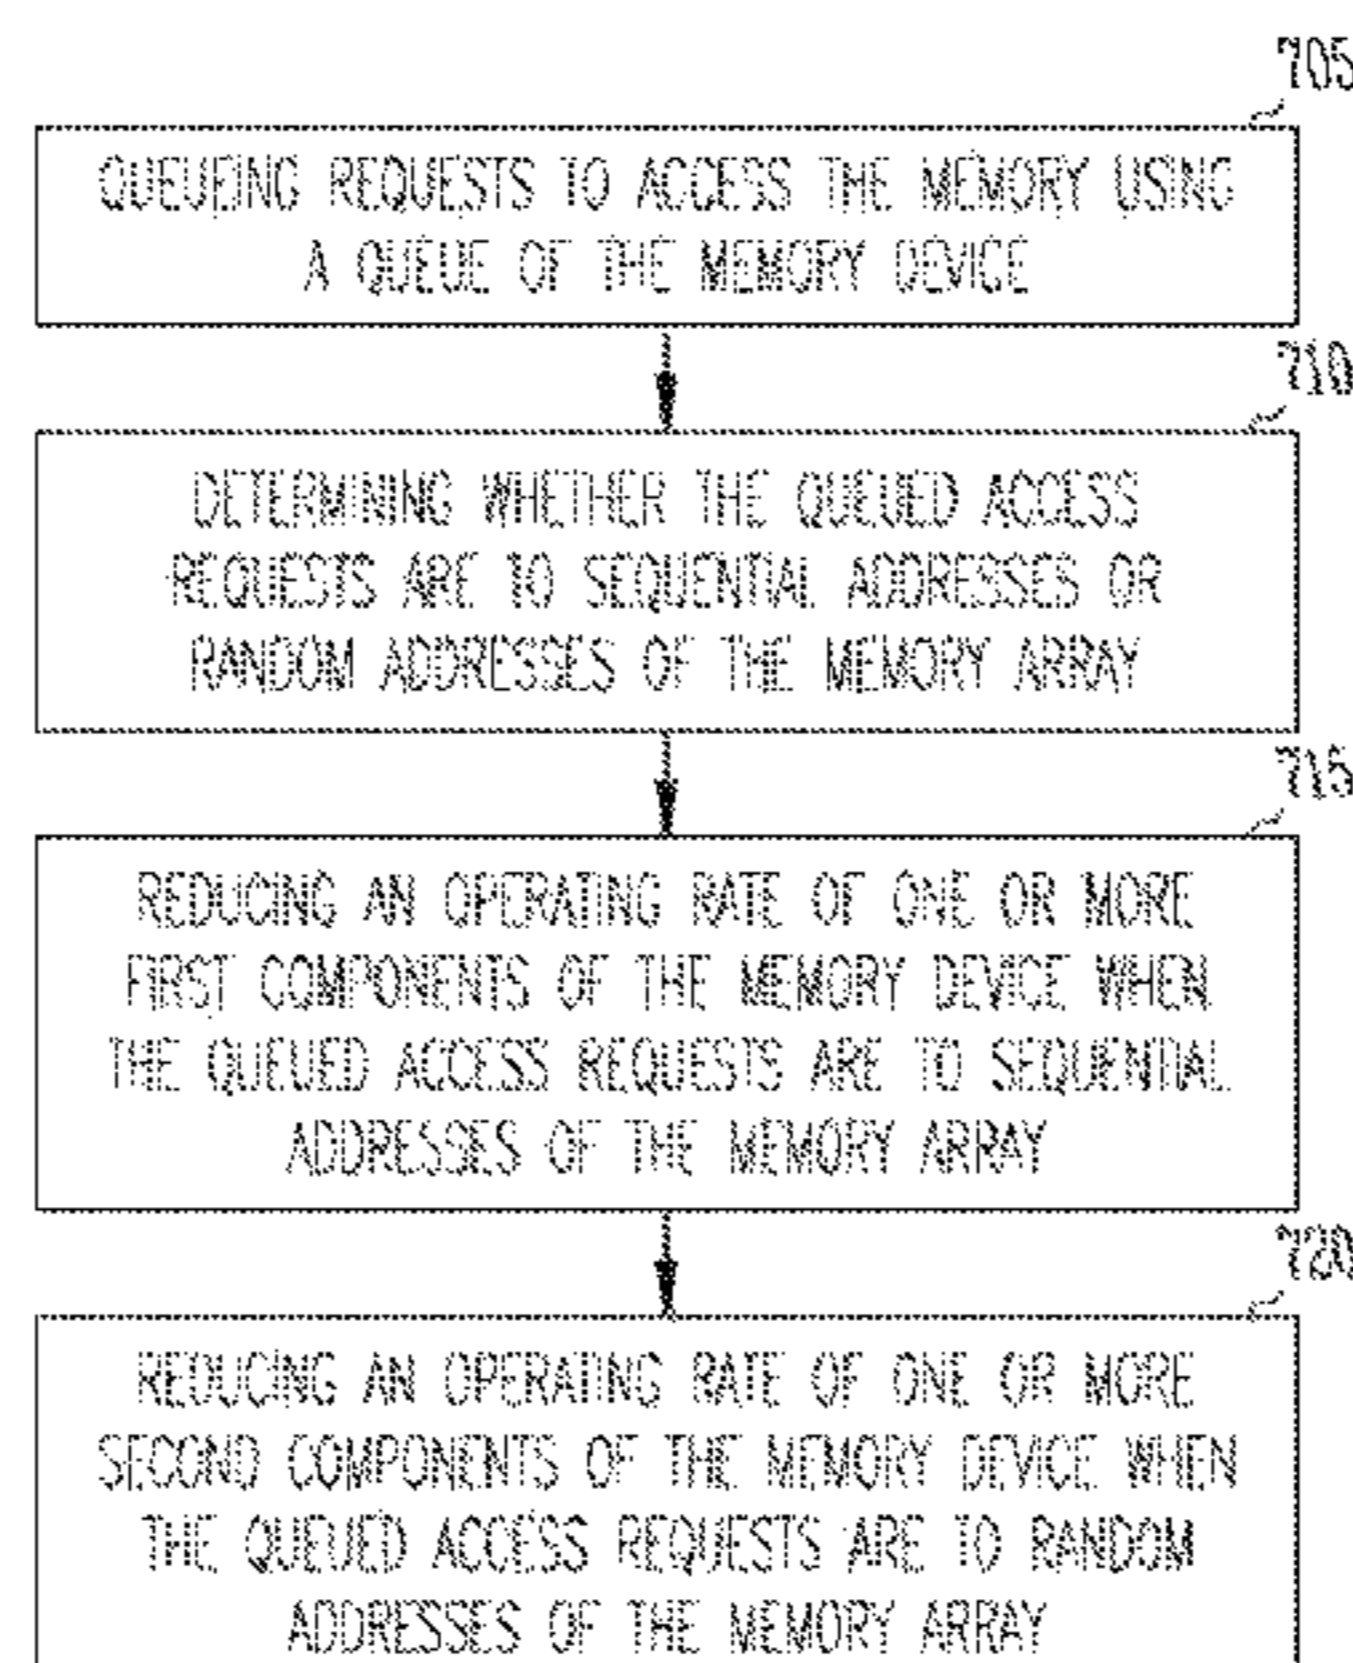 705
QUEUEING REQUESTS TO ACCESS THE MEMORY USING
A QUEUE OF THE MEMORY DEVICE
710
DETERMINING WHETHER THE QUEUED ACCESS
REQUESTS ARE TO SEQUENTIAL ADDRESSES OR
RANDOM ADDRESSES OF THE MEMORY ARRAY
715
REDUCING AN OPERATING RATE OF ONE OR MORE
FIRST COMPONENTS OF THE MEMORY DEVICE WHEN
THE QUEUED ACCESS REQUESTS ARE TO SEQUENTIAL
ADDRESSES OF THE MEMORY ARRAY
720
REDUCING AN OPERATING RATE OF ONE OR MORE
SECOND COMPONENTS OF THE MEMORY DEVICE WHEN
THE QUEUED ACCESS REQUESTS ARE TO RANDOM
ADDRESSES OF THE MEMORY ARRAY